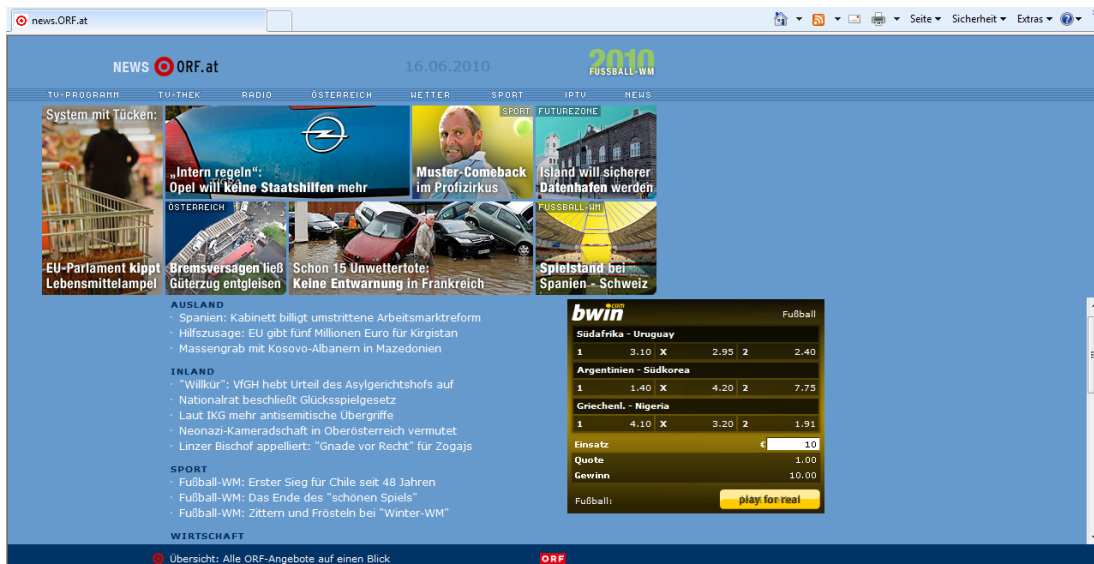 news.ORF.at
Seite
Sicherheit
Extras
NEWS ORF.at
16.06.2010
2010
FUSSBALL-WM
TV-PROGRAMM TV-THEK RADIO ÖSTERREICH WETTER SPORT IPTV NEWS
System mit Tücken:
EU-Parlament kippt
Lebensmittelampel
„Intern regeln“:
Opel will keine Staatshilfen mehr
SPORT
Muster-Comeback
im Profizirkus
FUTUREZONE
Island will sicherer
Datenhafen werden
ÖSTERREICH
Bremsversagen ließ
Güterzug entgleisen
Schon 15 Unwettertote:
Keine Entwarnung in Frankreich
FUSSBALL-WM
Spielstand bei
Spanien - Schweiz
AUSLAND
· Spanien: Kabinett billigt umstrittene Arbeitsmarktreform
· Hilfszusage: EU gibt fünf Millionen Euro für Kirgistan
· Massengrab mit Kosovo-Albanern in Mazedonien
INLAND
· "Willkür": VfGH hebt Urteil des Asylgerichtshofs auf
· Nationalrat beschließt Glücksspielgesetz
· Laut IKG mehr antisemitische Übergriffe
· Neonazi-Kameradschaft in Oberösterreich vermutet
· Linzer Bischof appelliert: "Gnade vor Recht" für Zogajs
SPORT
· Fußball-WM: Erster Sieg für Chile seit 48 Jahren
· Fußball-WM: Das Ende des "schönen Spiels"
· Fußball-WM: Zittern und Frösteln bei "Winter-WM"
WIRTSCHAFT
bwin.com
Fußball
Südafrika - Uruguay
1 3.10 X 2.95 2 2.40
Argentinien - Südkorea
1 1.40 X 4.20 2 7.75
Griechenl. - Nigeria
1 4.10 X 3.20 2 1.91
Einsatz € 10
Quote 1.00
Gewinn 10.00
Fußball:
play for real
Übersicht: Alle ORF-Angebote auf einen Blick
ORF